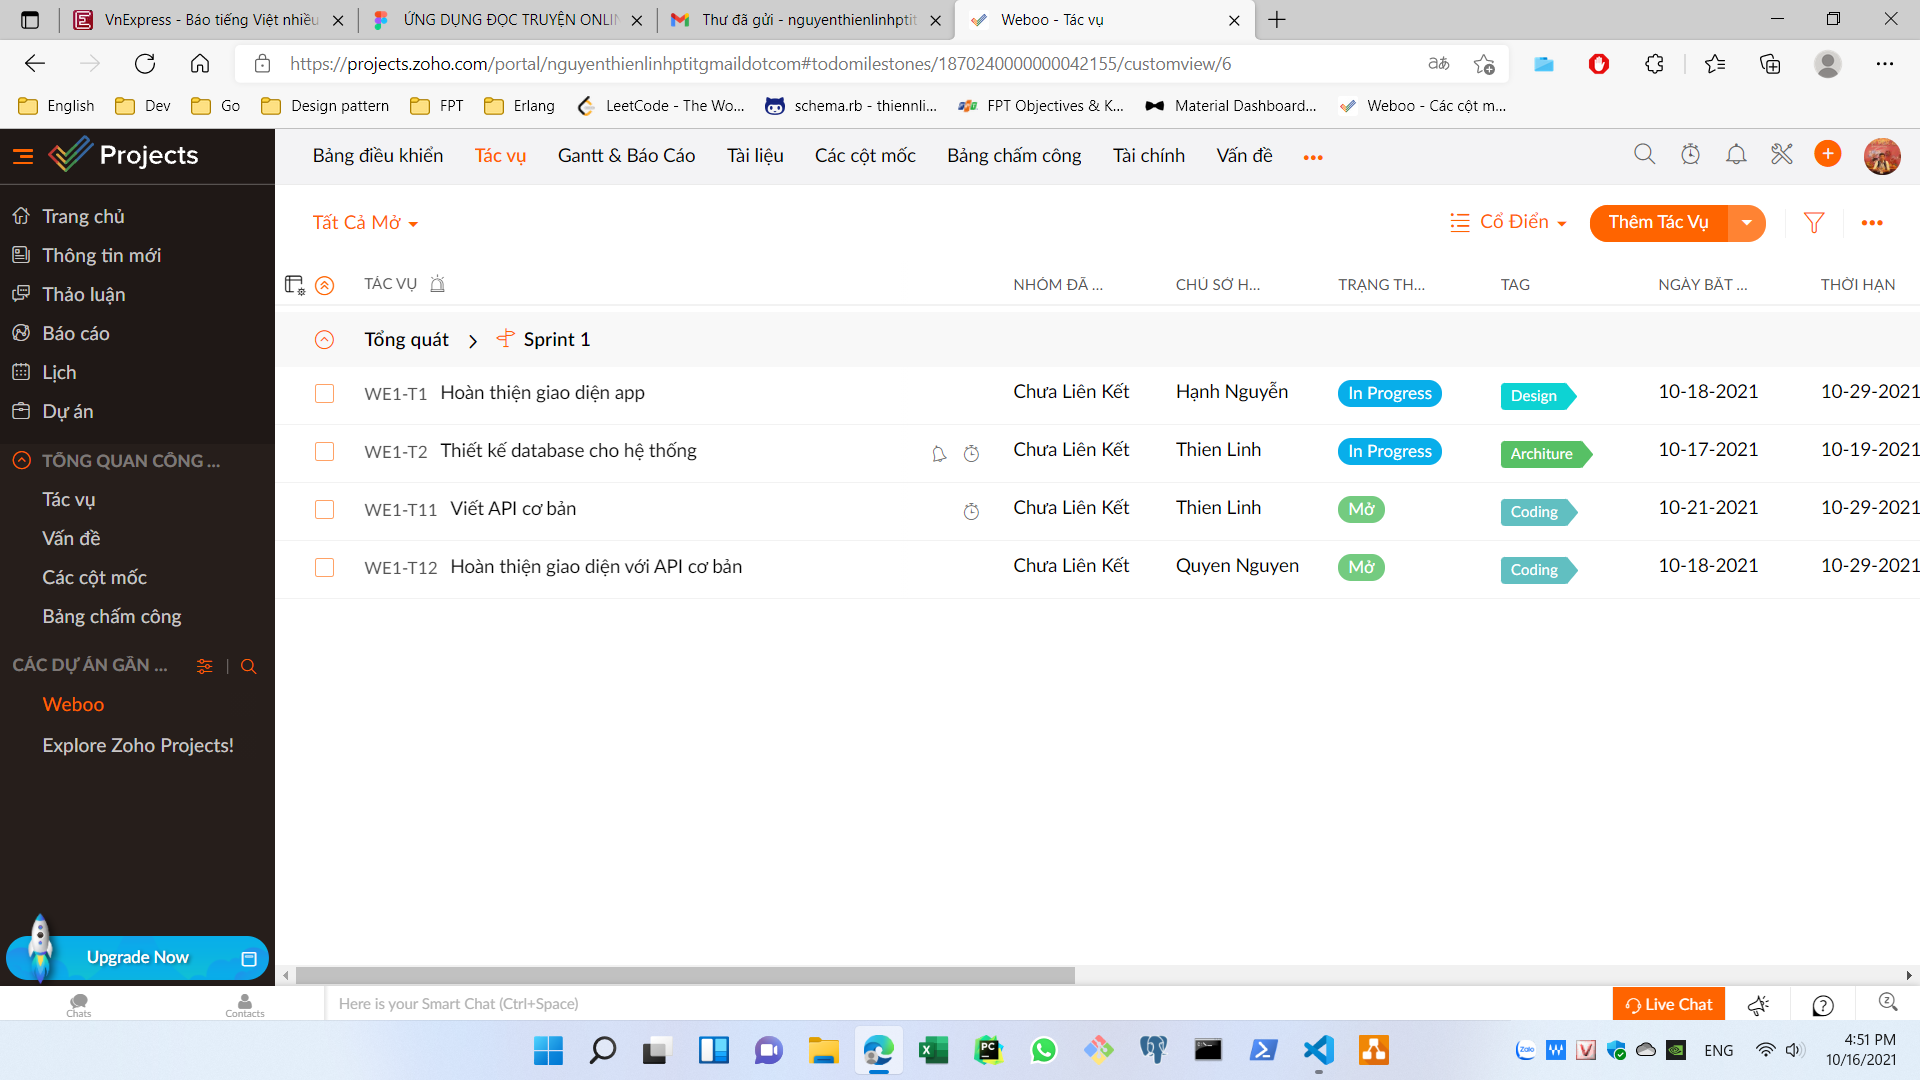 VnExpress - Báo tiếng Việt nhiều
ỨNG DỤNG ĐỌC TRUYỆN ONLIN
Thư đã gửi - nguyenthienlinhptit
Weboo - Tác vụ
https://projects.zoho.com/portal/nguyenthienlinhptitgmaildotcom#todomilestones/1870240000000042155/customview/6
English
Dev
Go
Design pattern
FPT
Erlang
LeetCode - The Wo...
schema.rb - thiennli...
FPT Objectives & K...
Material Dashboard...
Weboo - Các cột m...
Projects
Bảng điều khiển
Tác vụ
Gantt & Báo Cáo
Tài liệu
Các cột mốc
Bảng chấm công
Tài chính
Vấn đề
Trang chủ
Thông tin mới
Thảo luận
Báo cáo
Lịch
Dự án
TỔNG QUAN CÔNG ...
Tác vụ
Vấn đề
Các cột mốc
Bảng chấm công
CÁC DỰ ÁN GẦN ...
Weboo
Explore Zoho Projects!
Upgrade Now
Tất Cả Mở
Cổ Điển
Thêm Tác Vụ
TÁC VỤ
NHÓM ĐÃ ...
CHỦ SỞ H...
TRẠNG TH...
TAG
NGÀY BẮT ...
THỜI HẠN
Tổng quát
Sprint 1
WE1-T1 Hoàn thiện giao diện app Chưa Liên Kết Hạnh Nguyễn In Progress Design 10-18-2021 10-29-2021
WE1-T2 Thiết kế database cho hệ thống Chưa Liên Kết Thien Linh In Progress Architure 10-17-2021 10-19-2021
WE1-T11 Viết API cơ bản Chưa Liên Kết Thien Linh Mở Coding 10-21-2021 10-29-2021
WE1-T12 Hoàn thiện giao diện với API cơ bản Chưa Liên Kết Quyen Nguyen Mở Coding 10-18-2021 10-29-2021
Chats
Contacts
Here is your Smart Chat (Ctrl+Space)
Live Chat
ENG
4:51 PM
10/16/2021